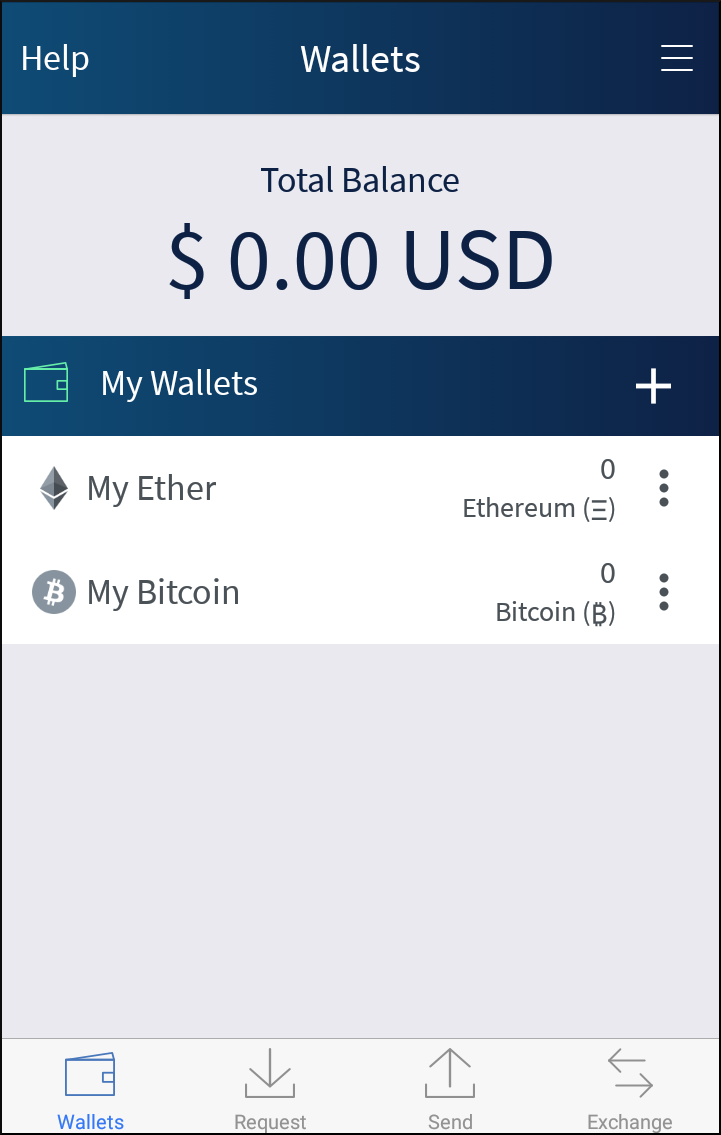 Help
Wallets
Total Balance
$ 0.00 USD
My Wallets
My Ether
0
Ethereum (Ξ)
My Bitcoin
0
Bitcoin (₿)
Wallets
Request
Send
Exchange